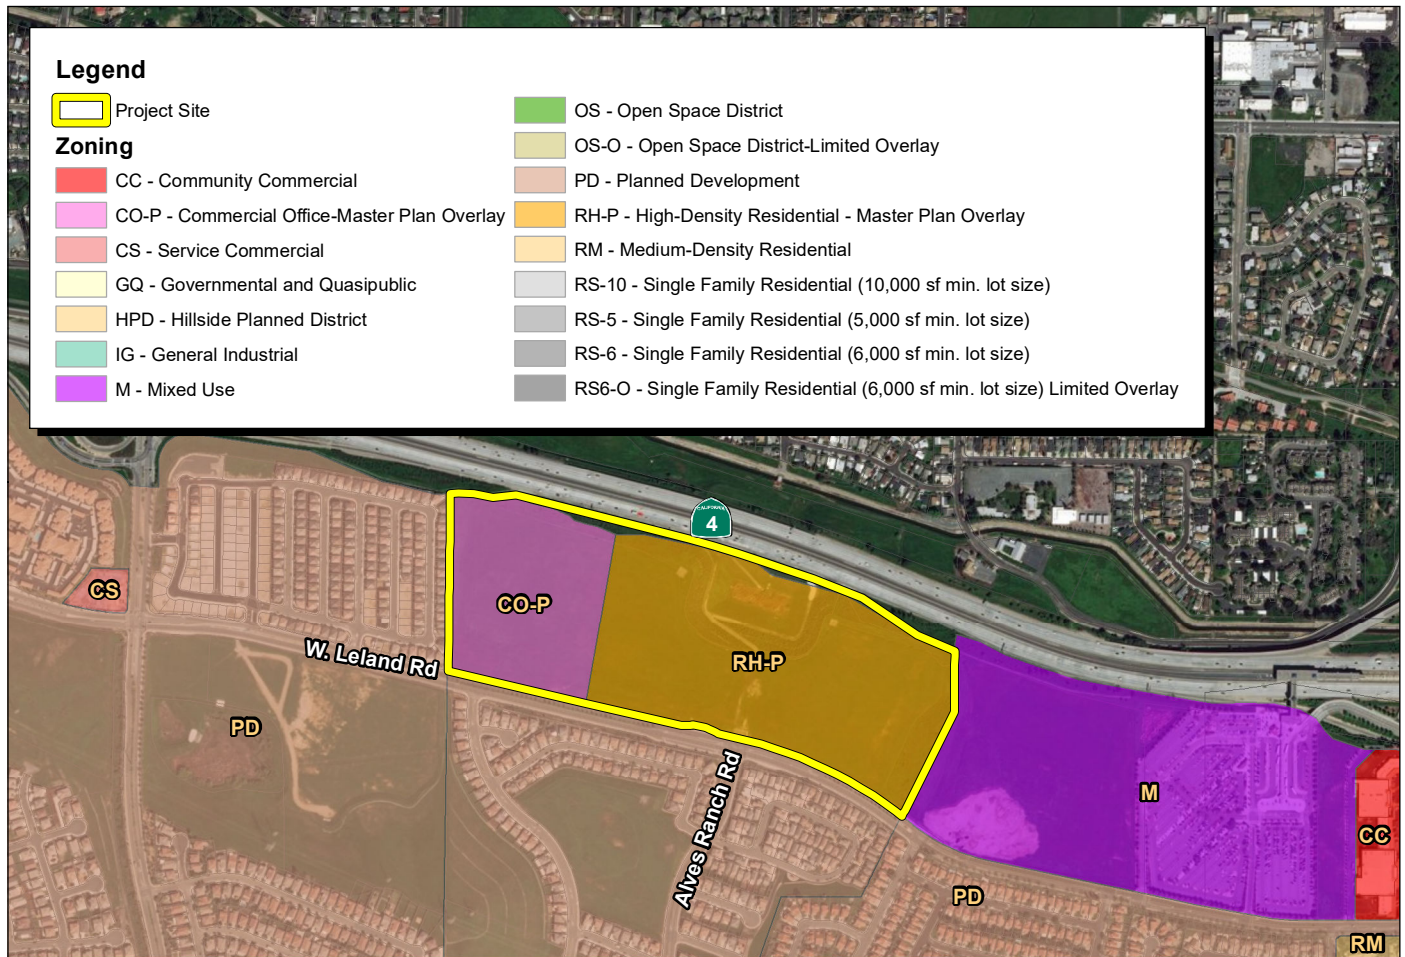 Legend
Project Site
Zoning
CC - Community Commercial
CO-P - Commercial Office-Master Plan Overlay
CS - Service Commercial
GQ - Governmental and Quasipublic
HPD - Hillside Planned District
IG - General Industrial
M - Mixed Use
OS - Open Space District
OS-O - Open Space District-Limited Overlay
PD - Planned Development
RH-P - High-Density Residential - Master Plan Overlay
RM - Medium-Density Residential
RS-10 - Single Family Residential (10,000 sf min. lot size)
RS-5 - Single Family Residential (5,000 sf min. lot size)
RS-6 - Single Family Residential (6,000 sf min. lot size)
RS6-O - Single Family Residential (6,000 sf min. lot size) Limited Overlay
CALIFORNIA
4
CS
CO-P
W. Leland Rd
RH-P
PD
Alves Ranch Rd
M
CC
PD
RM